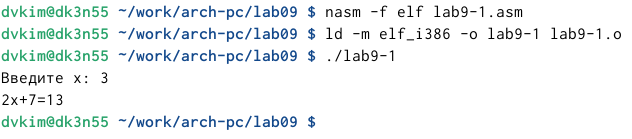 dvkim@dk3n55 ~/work/arch-pc/lab09 $ nasm -f elf lab9-1.asm
dvkim@dk3n55 ~/work/arch-pc/lab09 $ ld -m elf_i386 -o lab9-1 lab9-1.o
dvkim@dk3n55 ~/work/arch-pc/lab09 $ ./lab9-1
Введите x: 3
2x+7=13
dvkim@dk3n55 ~/work/arch-pc/lab09 $